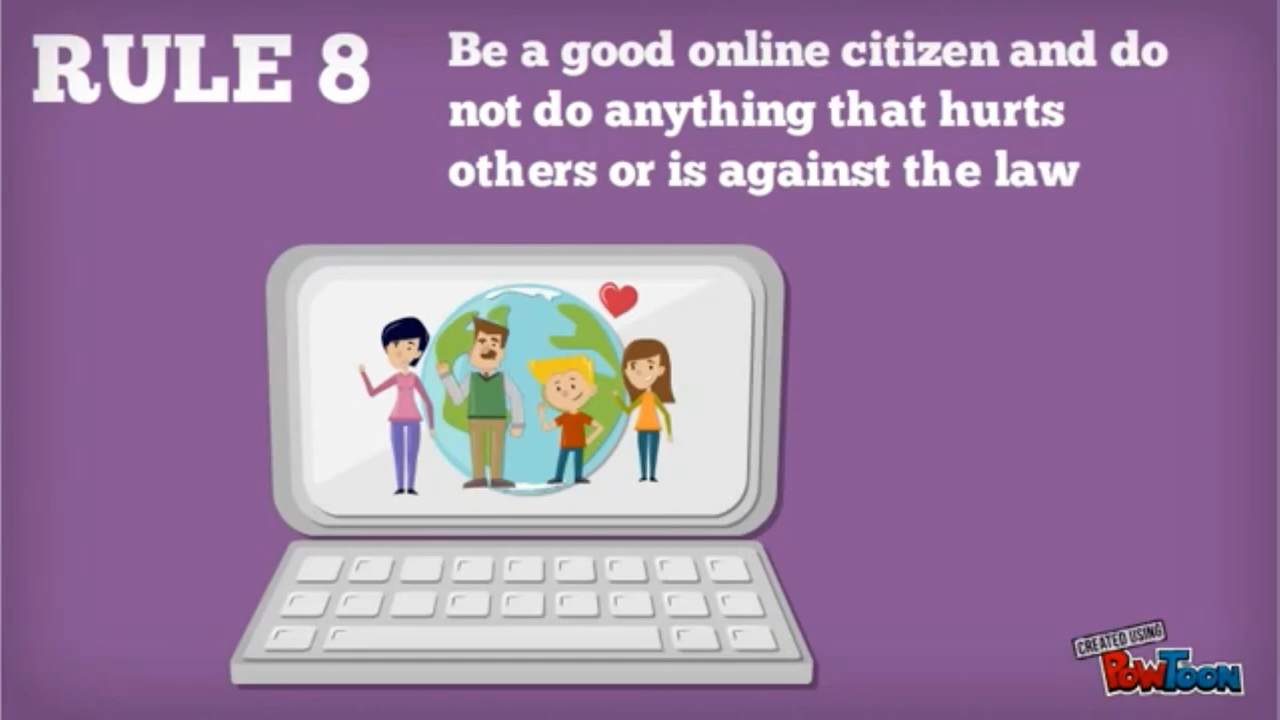 RULE 8
Be a good online citizen and do
not do anything that hurts
others or is against the law
CREATED USING
POWTOON